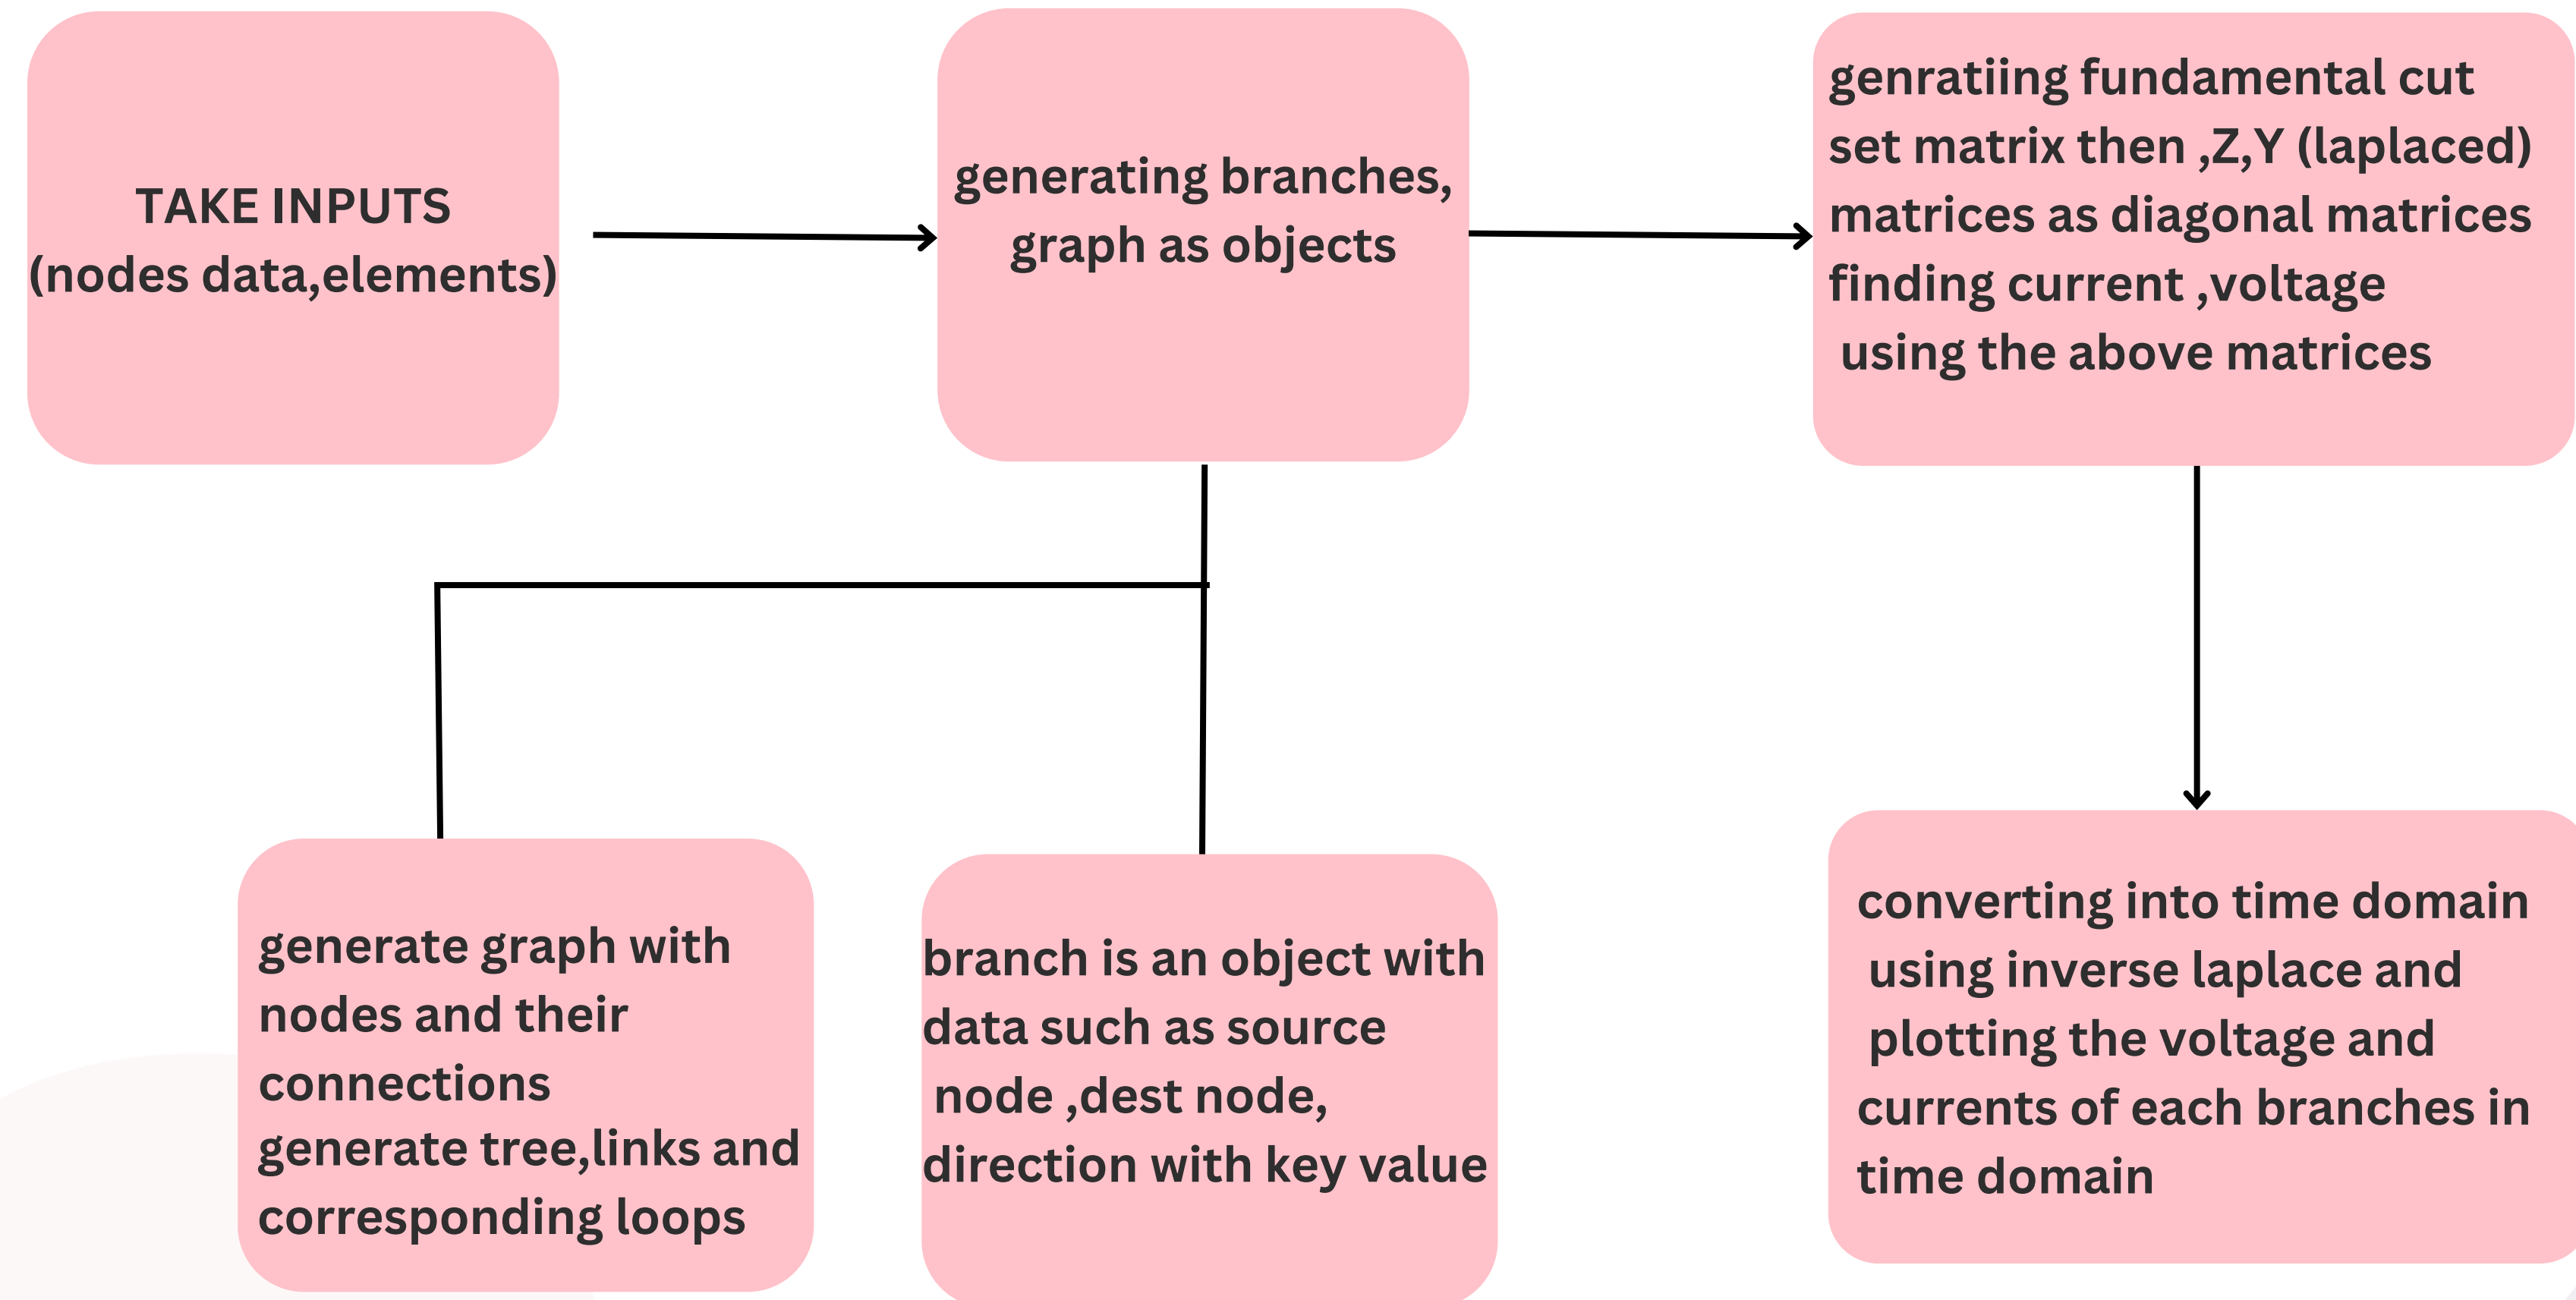 TAKE INPUTS
(nodes data,elements)
generating branches,
graph as objects
genratiing fundamental cut
set matrix then ,Z,Y (laplaced)
matrices as diagonal matrices
finding current ,voltage
using the above matrices
generate graph with
nodes and their
connections
generate tree,links and
corresponding loops
branch is an object with
data such as source
node ,dest node,
direction with key value
converting into time domain
using inverse laplace and
plotting the voltage and
currents of each branches in
time domain